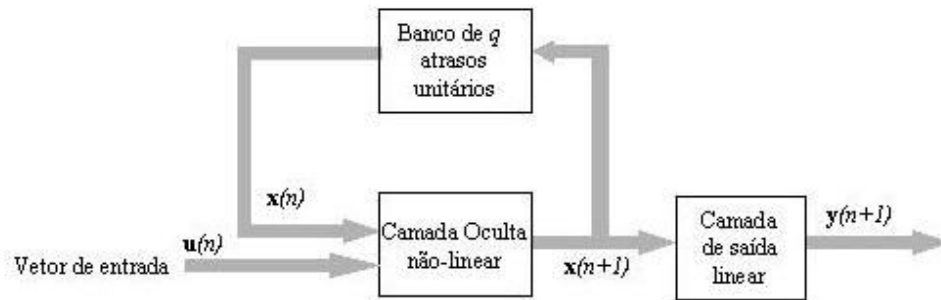 Banco de q
atrasos
unitários
x(n)
u(n)
Vetor de entrada
Camada Oculta
não-linear
x(n+1)
Camada
de saída
linear
y(n+1)